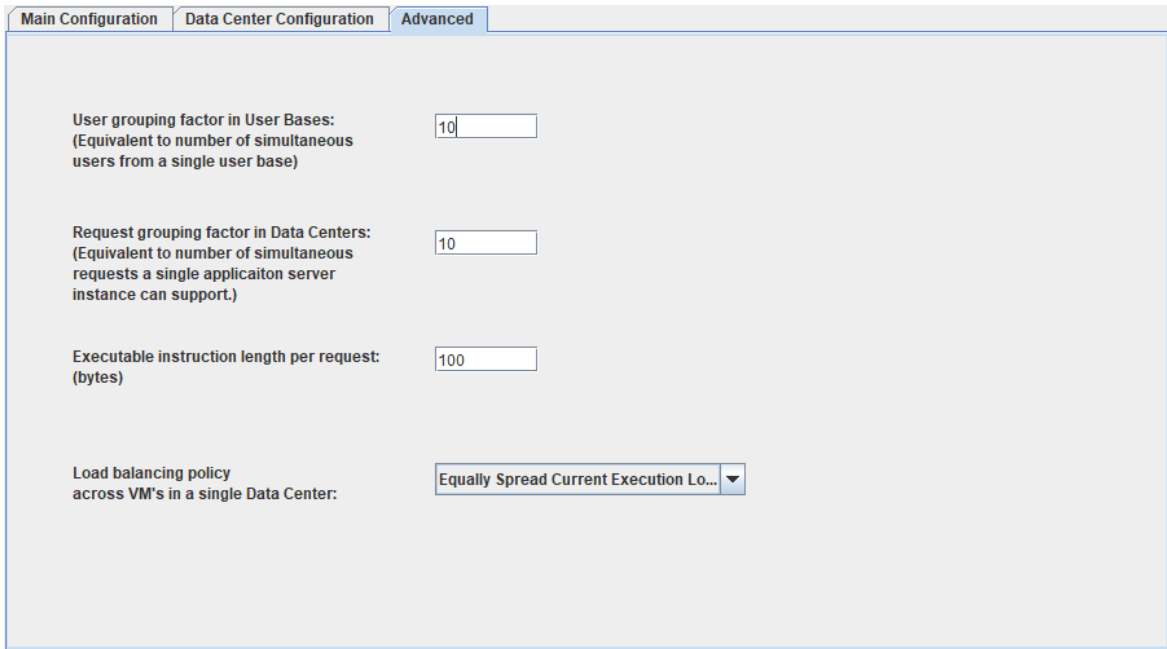 Main Configuration Data Center Configuration Advanced
User grouping factor in User Bases:
(Equivalent to number of simultaneous
users from a single user base)
10
Request grouping factor in Data Centers:
(Equivalent to number of simultaneous
requests a single applicaiton server
instance can support.)
10
Executable instruction length per request:
(bytes)
100
Load balancing policy
across VM's in a single Data Center:
Equally Spread Current Execution Lo...